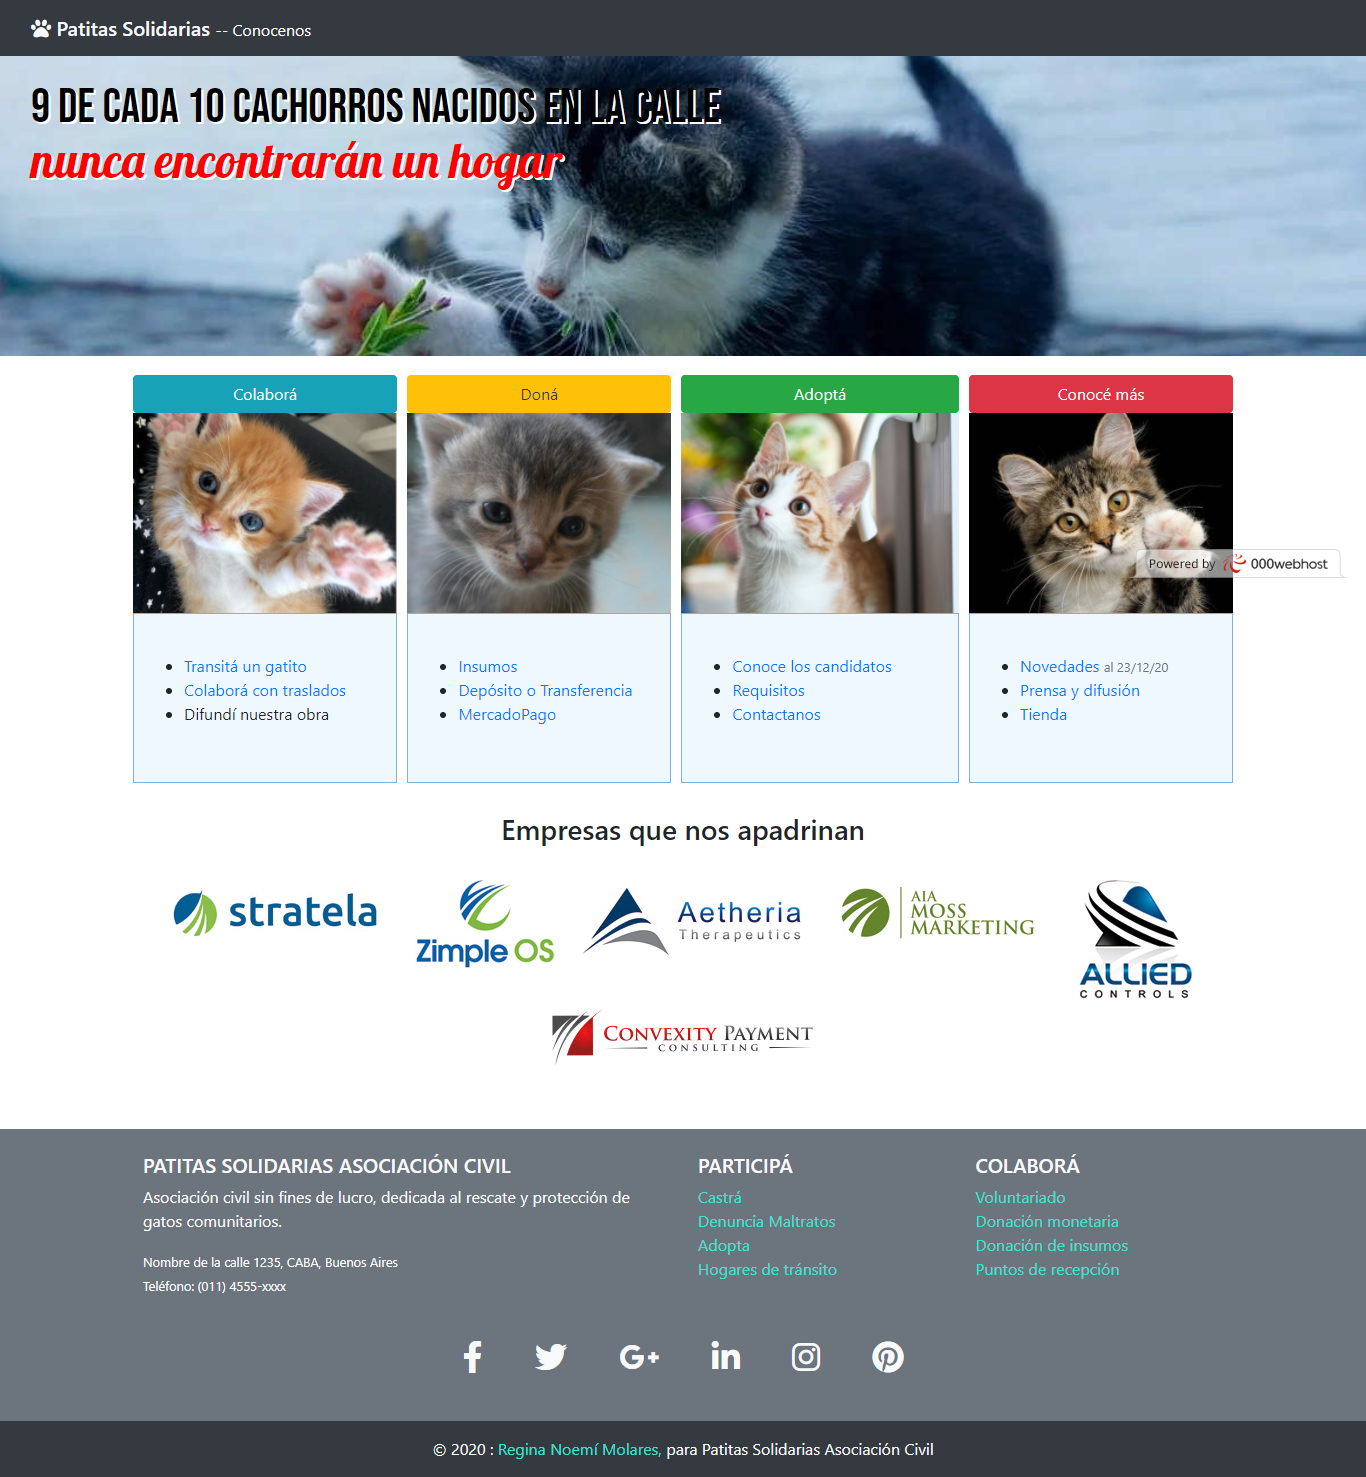 Patitas Solidarias -- Conocenos
9 DE CADA 10 CACHORROS NACIDOS EN LA CALLE
nunca encontrarán un hogar
Colaborá
Doná
Adoptá
Conocé más
Powered by 000webhost
Transitá un gatito
Colaborá con traslados
Difundí nuestra obra
Insumos
Depósito o Transferencia
MercadoPago
Conoce los candidatos
Requisitos
Contactanos
Novedades al 23/12/20
Prensa y difusión
Tienda
Empresas que nos apadrinan
stratela
Zimple OS
Aetheria
Therapeutics
AIA
MOSS
MARKETING
ALLIED
CONTROLS
CONVEXITY PAYMENT
CONSULTING
PATITAS SOLIDARIAS ASOCIACIÓN CIVIL
Asociación civil sin fines de lucro, dedicada al rescate y protección de
gatos comunitarios.
Nombre de la calle 1235, CABA, Buenos Aires
Teléfono: (011) 4555-xxxx
PARTICIPÁ
Castrá
Denuncia Maltratos
Adopta
Hogares de tránsito
COLABORÁ
Voluntariado
Donación monetaria
Donación de insumos
Puntos de recepción
© 2020 : Regina Noemí Molares, para Patitas Solidarias Asociación Civil